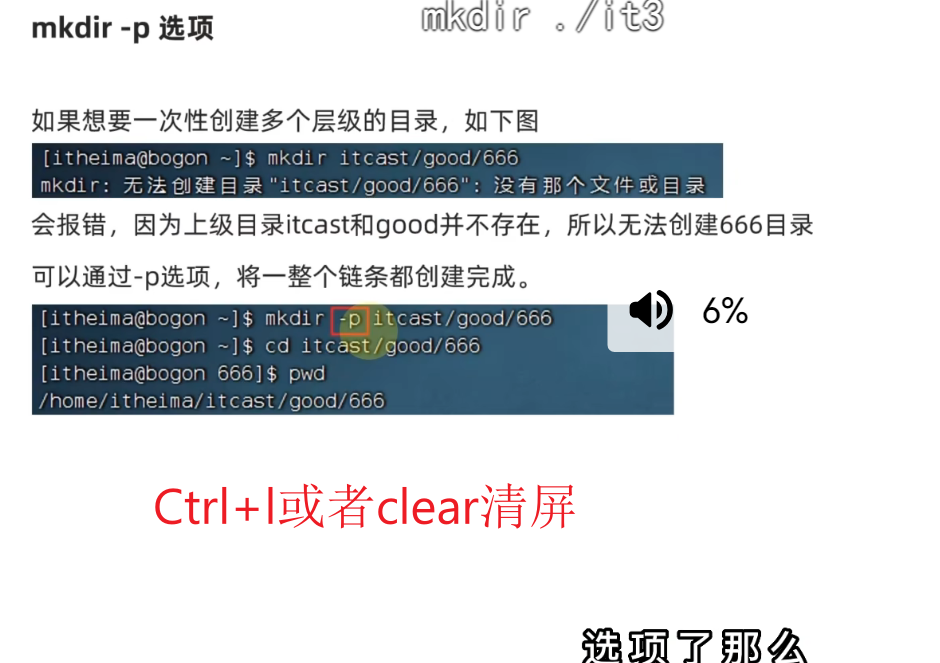 mkdir -p 选项
mkdir ./it3
如果想要一次性创建多个层级的目录，如下图
[itheima@bogon ~]$ mkdir itcast/good/666
mkdir: 无法创建目录"itcast/good/666": 没有那个文件或目录
会报错，因为上级目录itcast和good并不存在，所以无法创建666目录
可以通过-p选项，将一整个链条都创建完成。
[itheima@bogon ~]$ mkdir -p itcast/good/666
[itheima@bogon ~]$ cd itcast/good/666
[itheima@bogon 666]$ pwd
/home/itheima/itcast/good/666
6%
Ctrl+l或者clear清屏
选项了那么